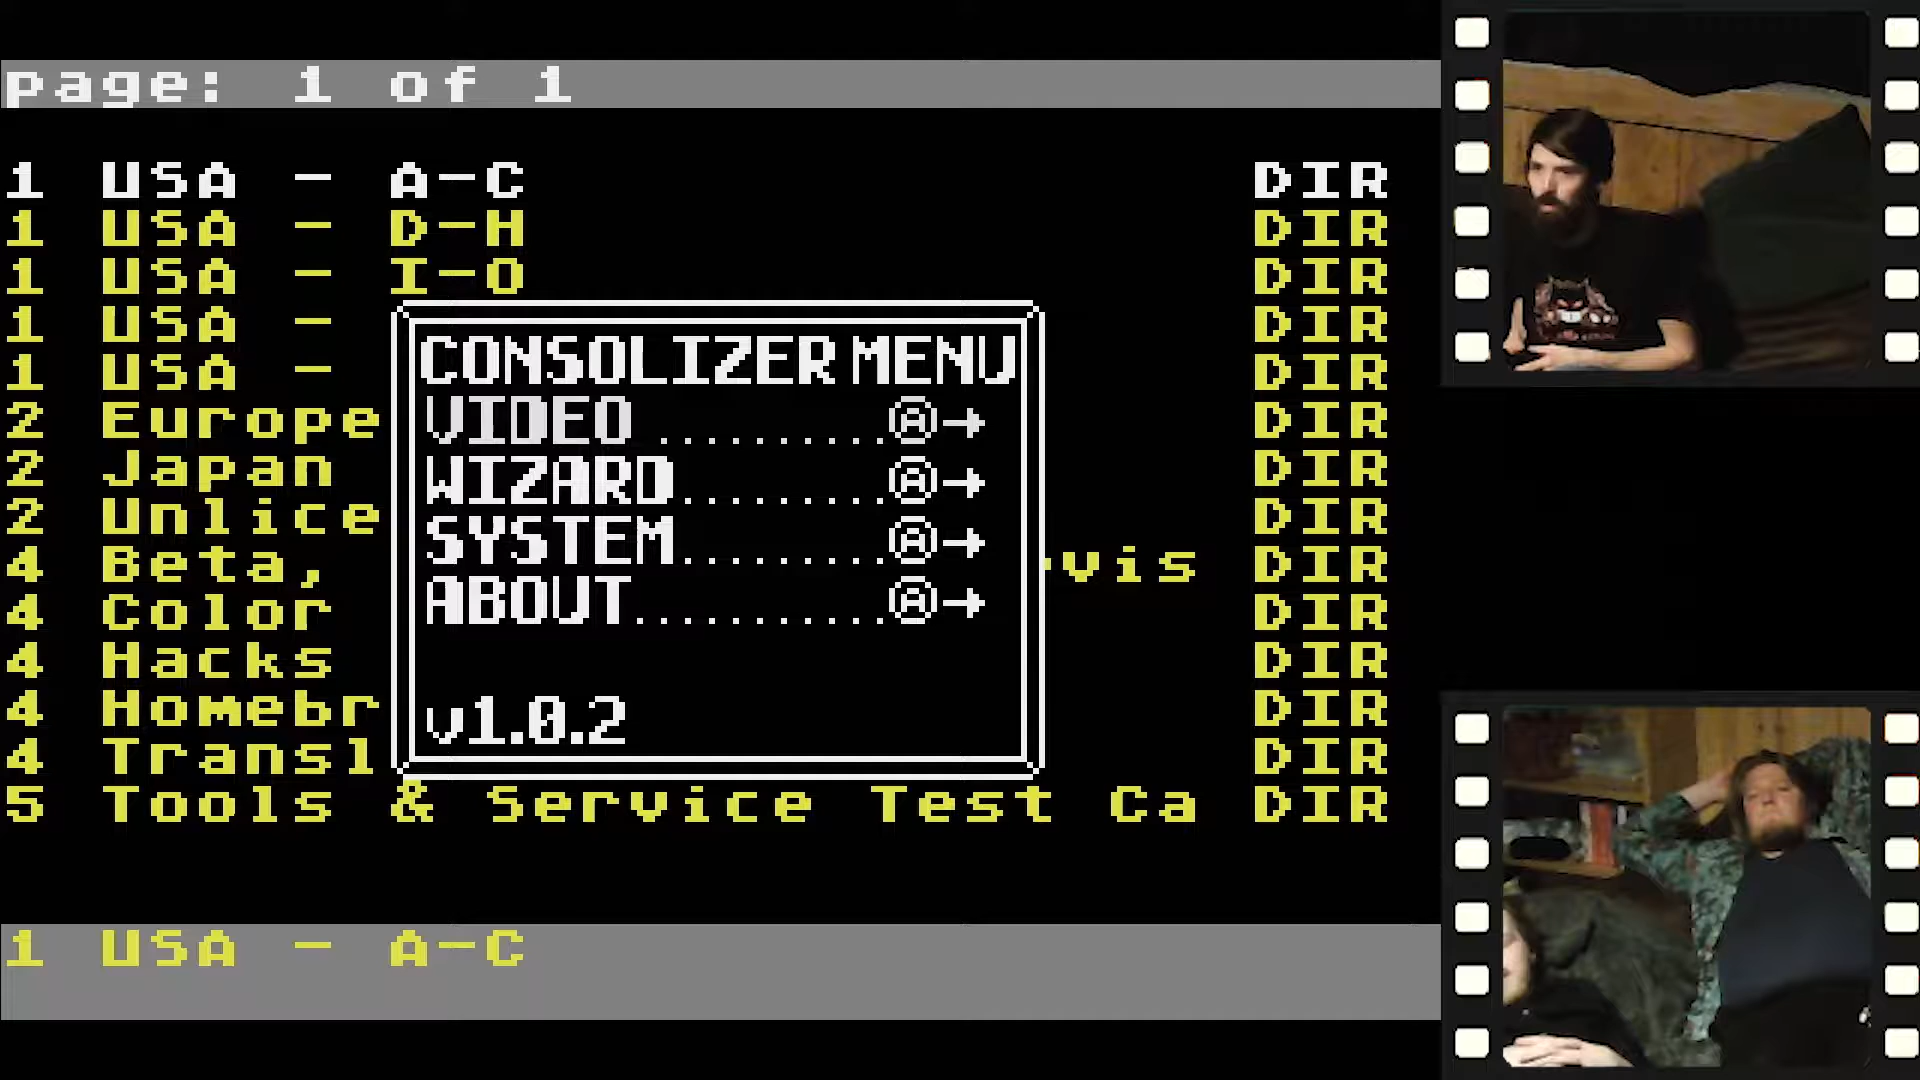 page: 1 of 1
1 USA - A-C DIR
1 USA - D-H DIR
1 USA - I-O DIR
1 USA - DIR
1 USA - DIR
2 Europe DIR
2 Japan DIR
2 Unlice DIR
4 Beta, vis DIR
4 Color DIR
4 Hacks DIR
4 Homebr DIR
4 Transl DIR
5 Tools & Service Test Ca DIR
CONSOLIZER MENU
VIDEO ..........Ⓐ→
WIZARD.........Ⓐ→
SYSTEM.........Ⓐ→
ABOUT...........Ⓐ→
v1.0.2
1 USA - A-C